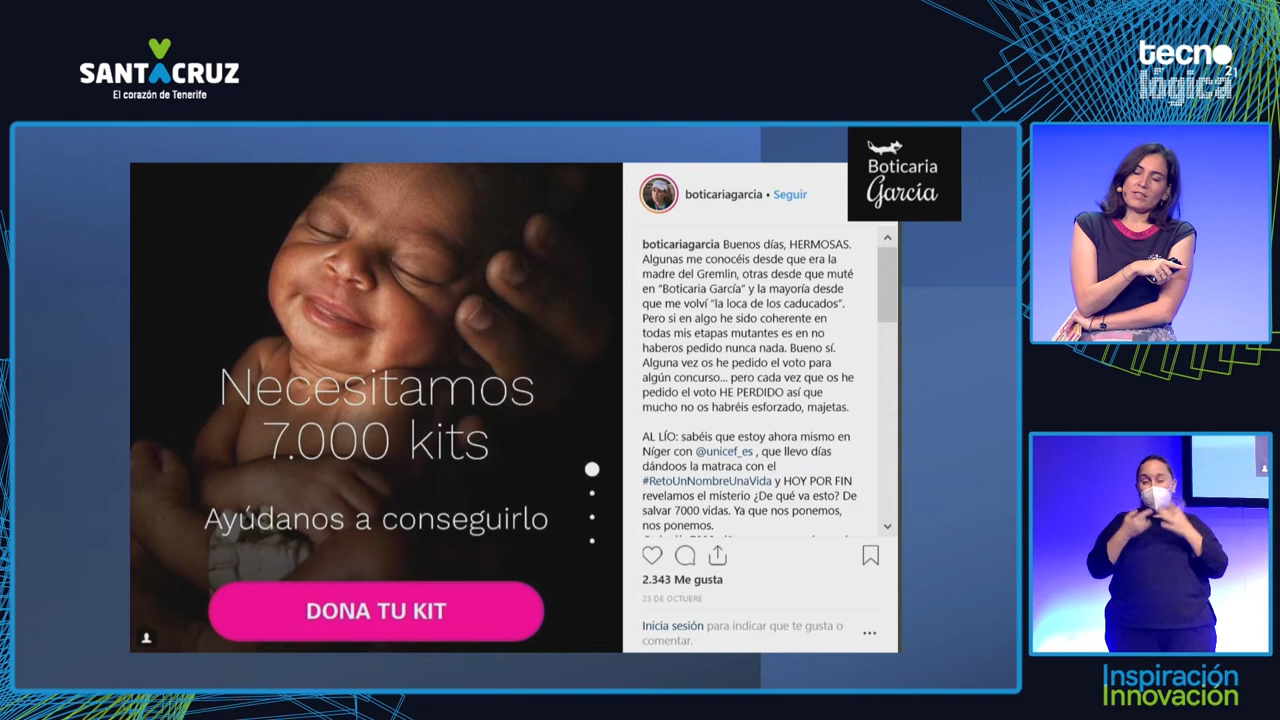 SANTACRUZ
El corazón de Tenerife
tecno
lógica
21
Boticaria
García
Necesitamos
7.000 kits
Ayúdanos a conseguirlo
DONA TU KIT
boticariagarcia • Seguir
boticariagarcia Buenos días, HERMOSAS.
Algunas me conocéis desde que era la
madre del Gremlin, otras desde que muté
en "Boticaria García" y la mayoría desde
que me volví "la loca de los caducados".
Pero si en algo he sido coherente en
todas mis etapas mutantes es en no
haberos pedido nunca nada. Bueno sí.
Alguna vez os he pedido el voto para
algún concurso... pero cada vez que os he
pedido el voto HE PERDIDO así que
mucho no os habréis esforzado, majetas.
AL LÍO: sabéis que estoy ahora mismo en
Níger con @unicef_es , que llevo días
dándoos la matraca con el
#RetoUnNombreUnaVida y HOY POR FIN
revelamos el misterio ¿De qué va esto? De
salvar 7000 vidas. Ya que nos ponemos,
nos ponemos.
2.343 Me gusta
23 DE OCTUBRE
Inicia sesión para indicar que te gusta o
comentar.
Inspiración
Innovación